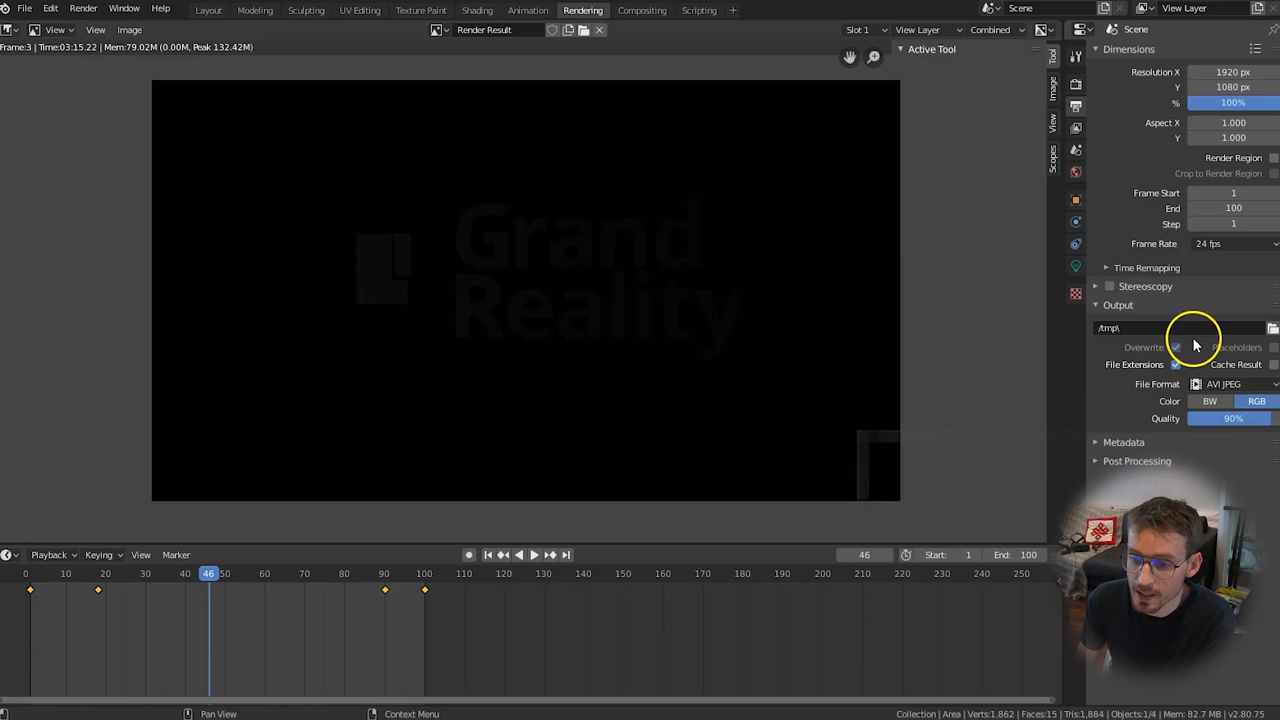 File Edit Render Window Help Layout Modeling Sculpting UV Editing Texture Paint Shading Animation Rendering Compositing Scripting + Scene View Layer
View View Image Render Result Slot 1 View Layer Combined Scene
Frame:3 | Time:03:15.22 | Mem:79.02M (0.00M, Peak 132.42M)
Active Tool
Tool
Image
View
Scopes
Grand
Reality
Dimensions
Resolution X 1920 px
Y 1080 px
% 100%
Aspect X 1.000
Y 1.000
Render Region
Crop to Render Region
Frame Start 1
End 100
Step 1
Frame Rate 24 fps
Time Remapping
Stereoscopy
Output
/tmp\
Overwrite Placeholders
File Extensions Cache Result
File Format AVI JPEG
Color BW RGB
Quality 90%
Metadata
Post Processing
Playback Keying View Marker 46 Start: 1 End: 100
0 10 20 30 40 46 50 60 70 80 90 100 110 120 130 140 150 160 170 180 190 200 210 220 230 240 250
Pan View Context Menu Collection | Area | Verts:1,862 | Faces:15 | Tris:1,884 | Objects:1/4 | Mem: 82.7 MB | v2.80.75